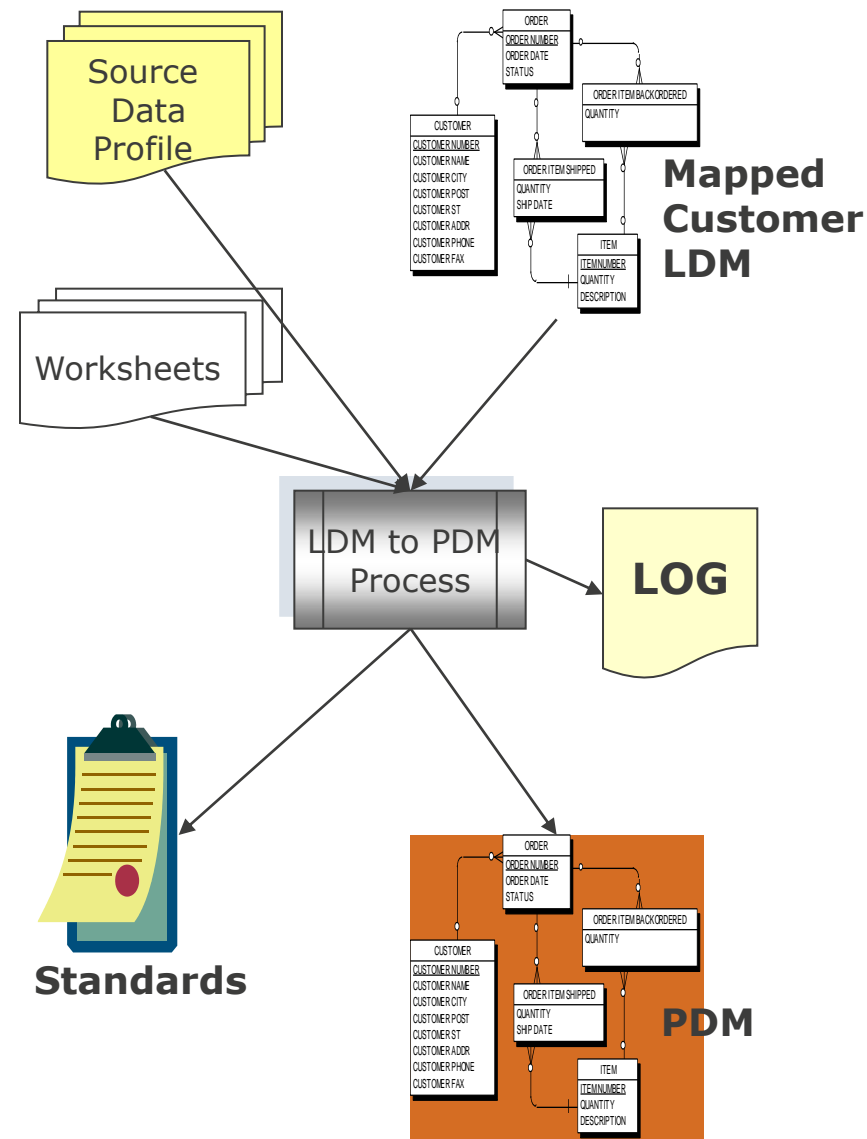 Source
Data
Profile
ORDER
ORDER NUMBER
ORDER DATE
STATUS
ORDER ITEM BACKORDERED
QUANTITY
CUSTOMER
CUSTOMER NUMBER
CUSTOMER NAME
CUSTOMER CITY
CUSTOMER POST
CUSTOMER ST
CUSTOMER ADDR
CUSTOMER PHONE
CUSTOMER FAX
ORDER ITEM SHIPPED
QUANTITY
SHIP DATE
ITEM
ITEM NUMBER
QUANTITY
DESCRIPTION
Mapped
Customer
LDM
Worksheets
LDM to PDM
Process
LOG
Standards
ORDER
ORDER NUMBER
ORDER DATE
STATUS
ORDER ITEM BACKORDERED
QUANTITY
CUSTOMER
CUSTOMER NUMBER
CUSTOMER NAME
CUSTOMER CITY
CUSTOMER POST
CUSTOMER ST
CUSTOMER ADDR
CUSTOMER PHONE
CUSTOMER FAX
ORDER ITEM SHIPPED
QUANTITY
SHIP DATE
ITEM
ITEM NUMBER
QUANTITY
DESCRIPTION
PDM